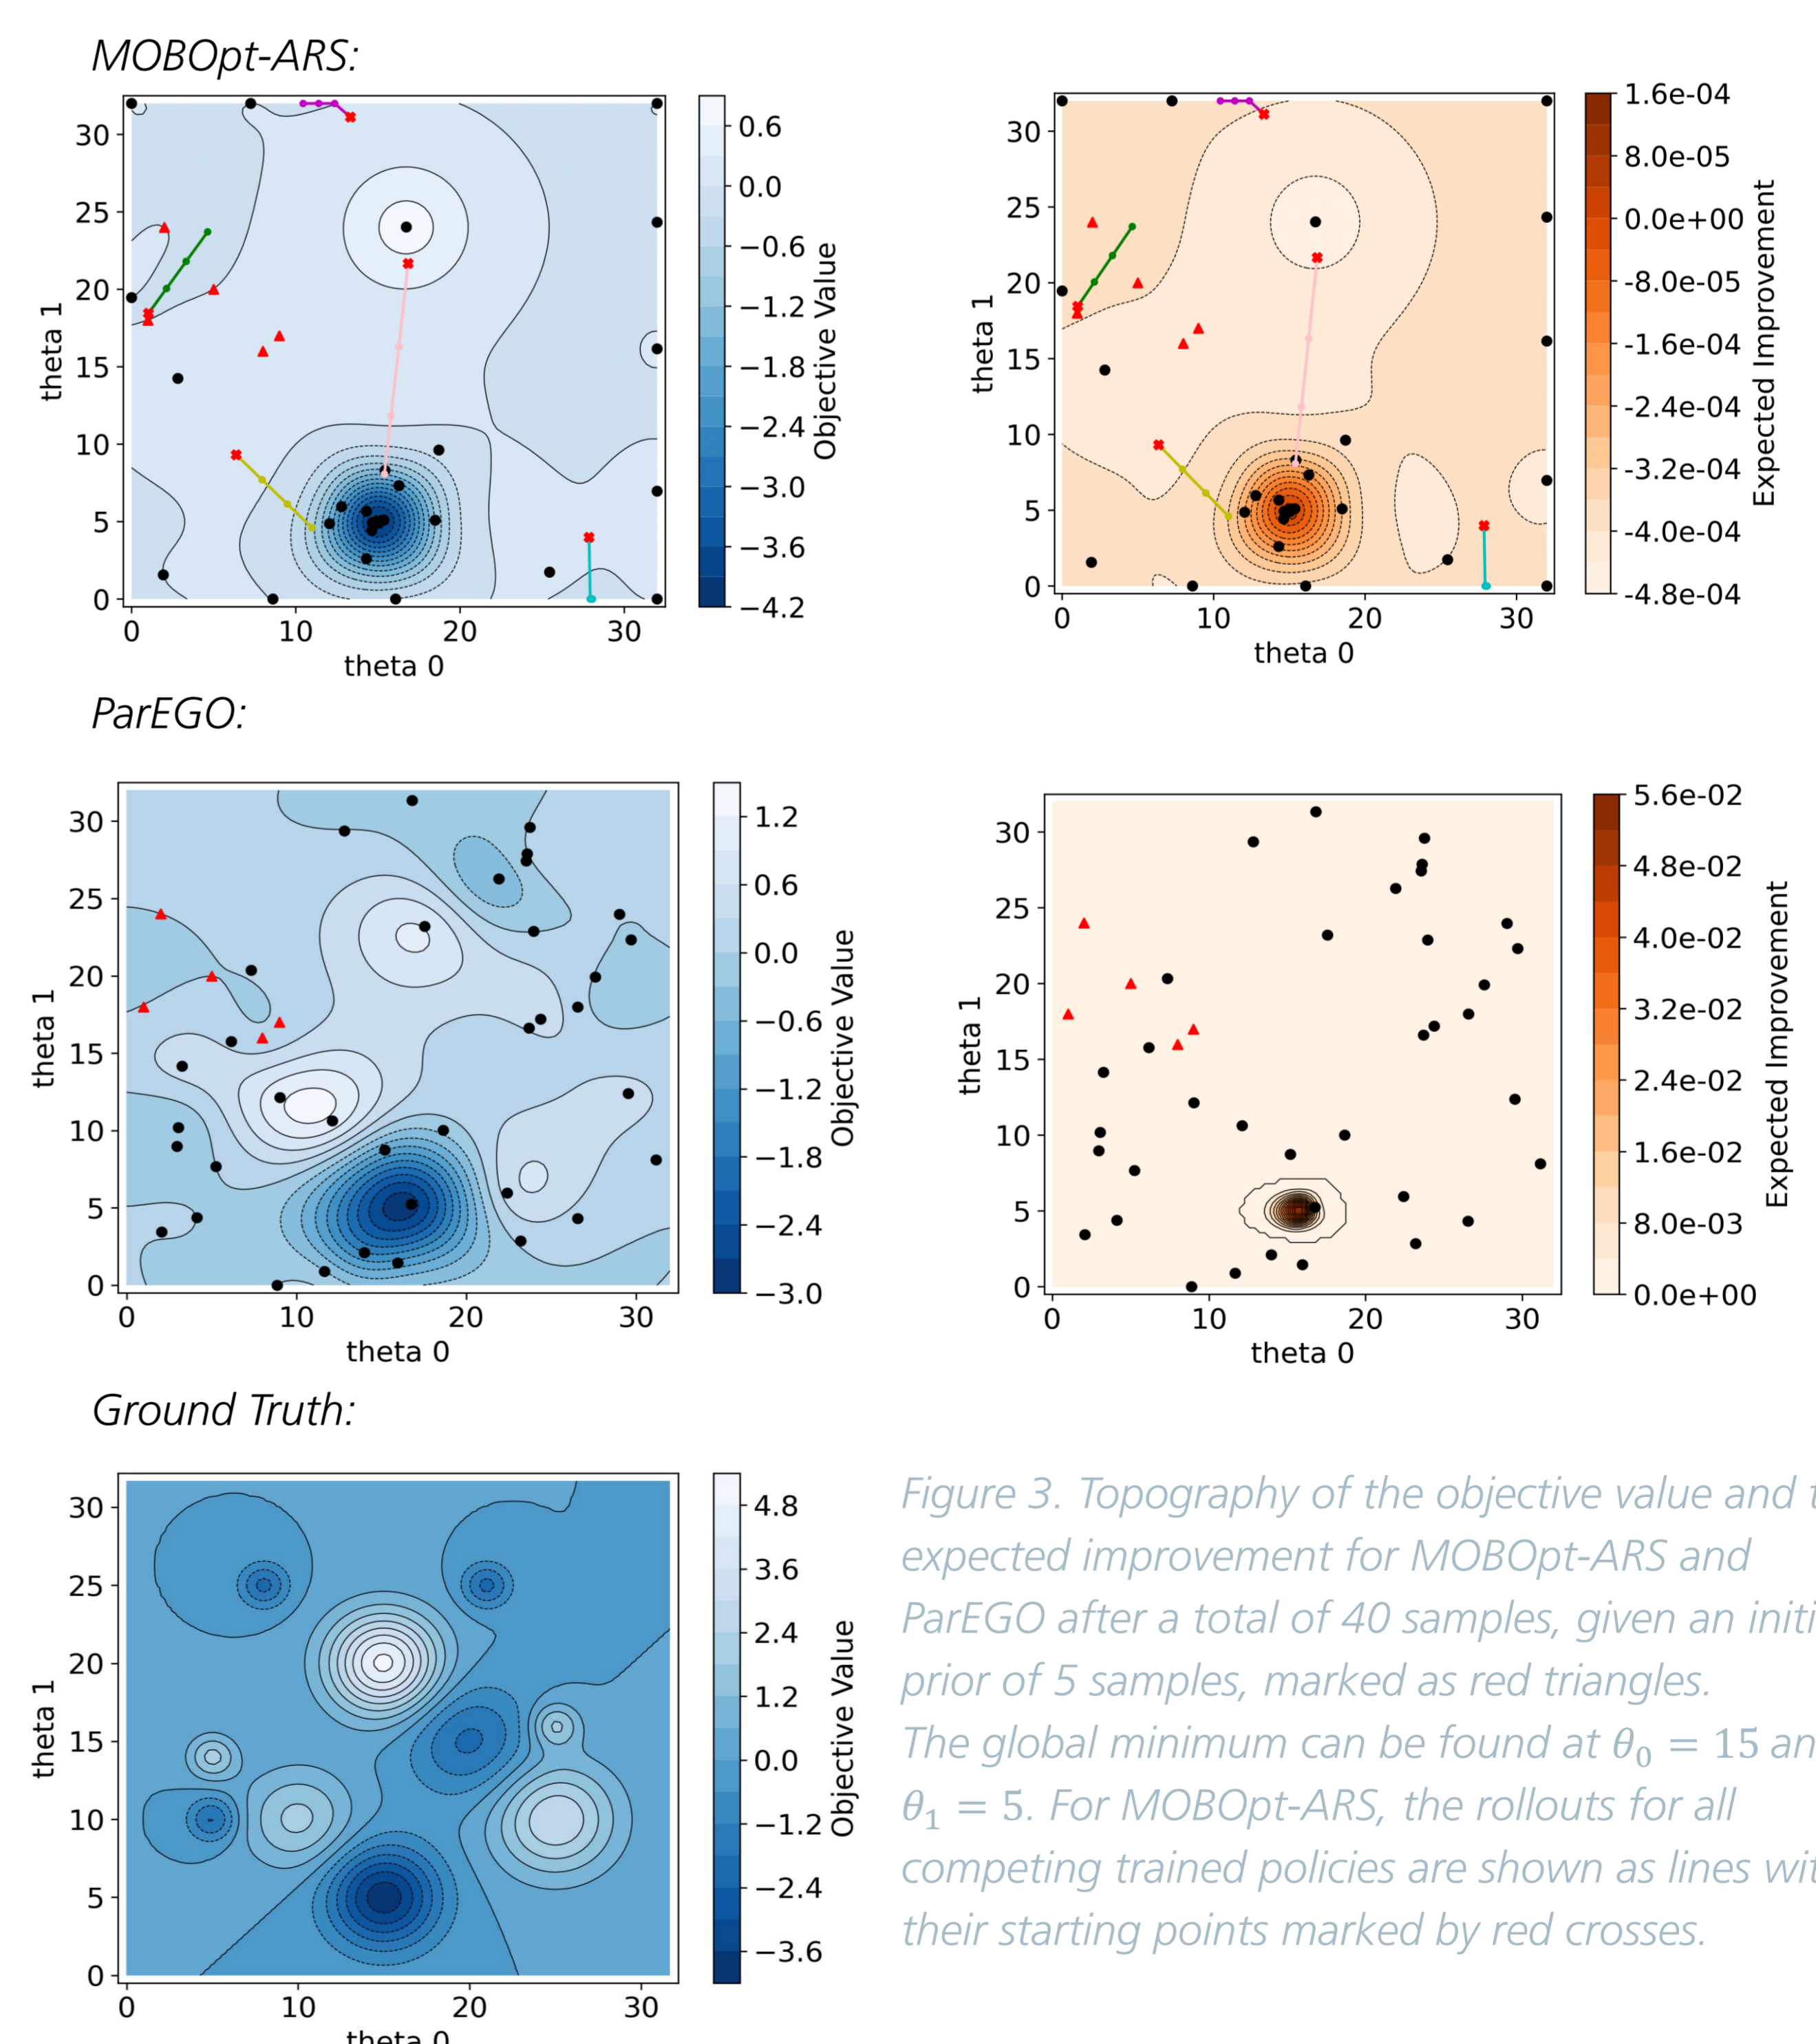 MOBOpt-ARS:
30
25
20
15
10
5
0
theta 1
0
10
20
30
theta 0
0.6
0.0
−0.6
−1.2
−1.8
−2.4
−3.0
−3.6
−4.2
Objective Value
30
25
20
15
10
5
0
theta 1
0
10
20
30
theta 0
1.6e-04
8.0e-05
0.0e+00
-8.0e-05
-1.6e-04
-2.4e-04
-3.2e-04
-4.0e-04
-4.8e-04
Expected Improvement
ParEGO:
30
25
20
15
10
5
0
theta 1
0
10
20
30
theta 0
1.2
0.6
0.0
−0.6
−1.2
−1.8
−2.4
−3.0
Objective Value
30
25
20
15
10
5
0
theta 1
0
10
20
30
theta 0
5.6e-02
4.8e-02
4.0e-02
3.2e-02
2.4e-02
1.6e-02
8.0e-03
0.0e+00
Expected Improvement
Ground Truth:
30
25
20
15
10
5
0
theta 1
0
10
20
30
theta 0
4.8
3.6
2.4
1.2
0.0
−1.2
−2.4
−3.6
Objective Value
Figure 3. Topography of the objective value and
expected improvement for MOBOpt-ARS and
ParEGO after a total of 40 samples, given an
prior of 5 samples, marked as red triangles.
The global minimum can be found at θ₀ = 15
θ₁ = 5. For MOBOpt-ARS, the rollouts for all
competing trained policies are shown as lines
their starting points marked by red crosses.